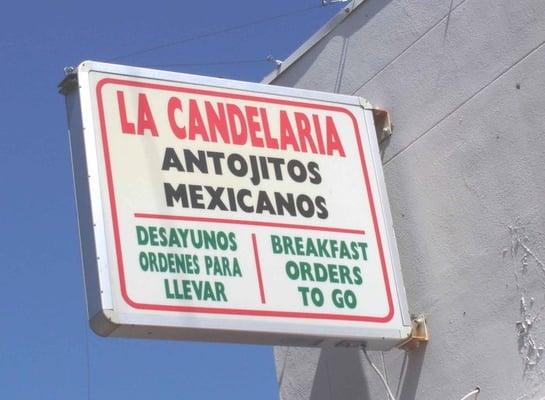 LA CANDELARIA
ANTOJITOS
MEXICANOS
DESAYUNOS
ORDENES PARA
LLEVAR
BREAKFAST
ORDERS
TO GO